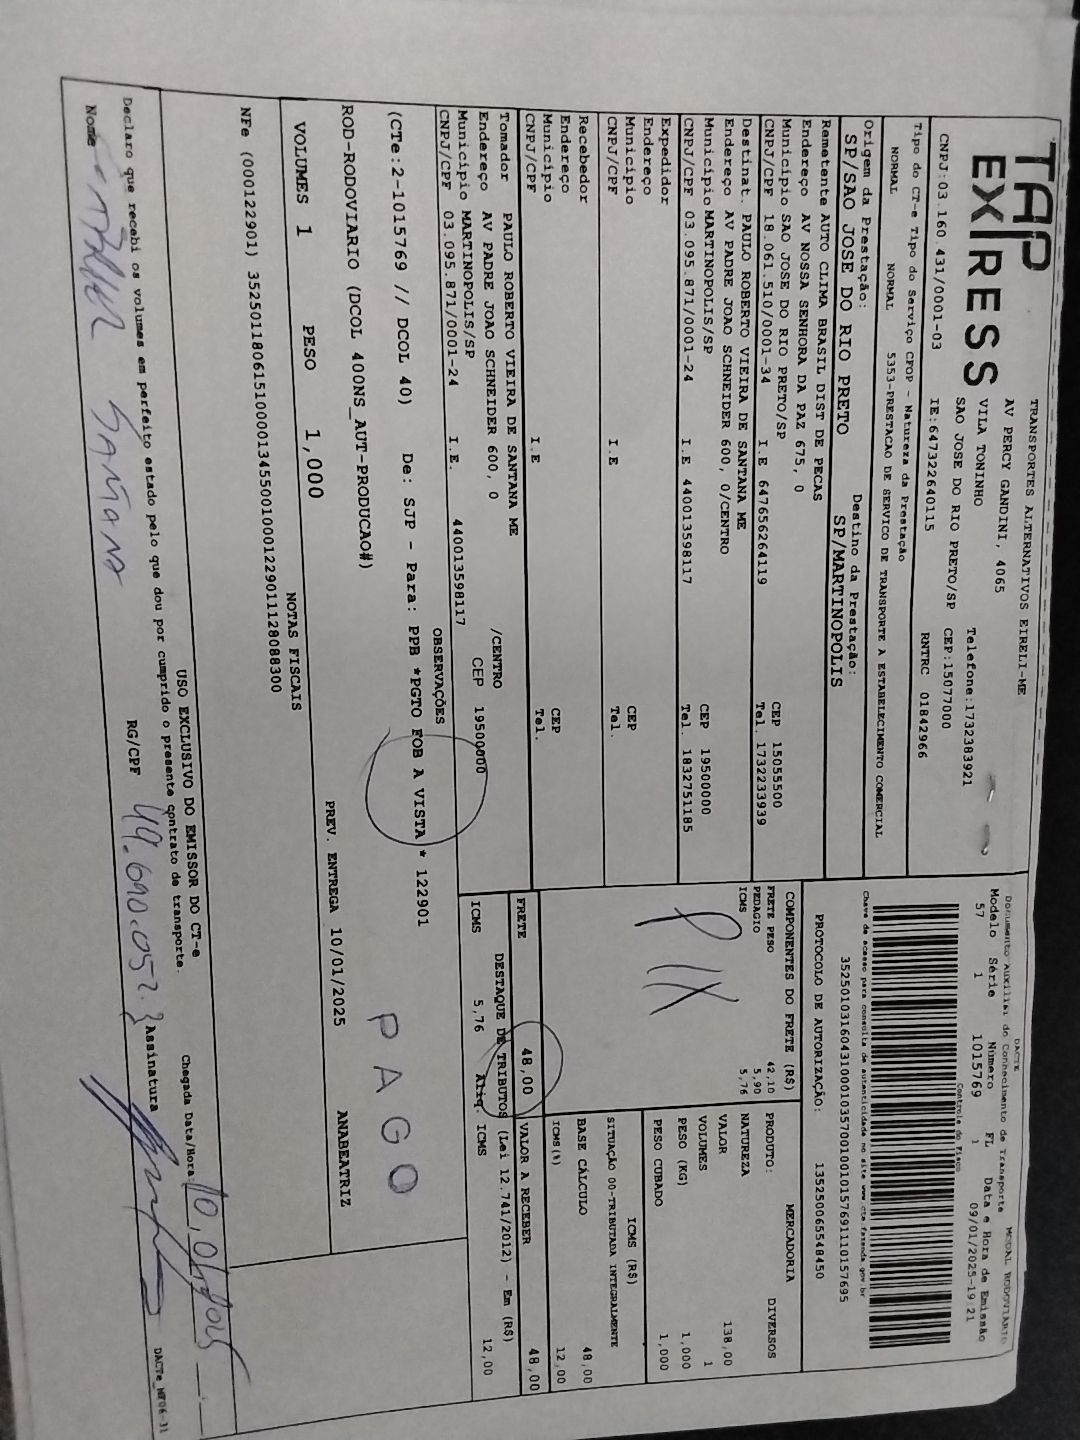 TAP EXPRESS
TRANSPORTES ALTERNATIVOS EIRELI-ME
AV PERCY GANDINI, 4065
VILA TONINHO Telefone:1732383921
SAO JOSE DO RIO PRETO/SP CEP:15077000
CNPJ:03.160.431/0001-03 IE:647322640115 RNTRC 01842966
Tipo do CT-e Tipo do Serviço CFOP - Natureza da Prestação
NORMAL NORMAL 5353-PRESTACAO DE SERVICO DE TRANSPORTE A ESTABELECIMENTO COMERCIAL
Origem da Prestação: Destino da Prestação:
SP/SAO JOSE DO RIO PRETO SP/MARTINOPOLIS
Remetente AUTO CLIMA BRASIL DIST DE PECAS
Endereço AV NOSSA SENHORA DA PAZ 675, 0 CEP 15055500
Município SAO JOSE DO RIO PRETO/SP Tel. 1732233939
CNPJ/CPF 18.061.510/0001-34 I.E 647656264119
Destinat. PAULO ROBERTO VIEIRA DE SANTANA ME
Endereço AV PADRE JOAO SCHNEIDER 600, 0/CENTRO CEP 19500000
Município MARTINOPOLIS/SP Tel. 1832751185
CNPJ/CPF 03.095.871/0001-24 I.E 440013598117
Expedidor
Endereço CEP
Município Tel.
CNPJ/CPF I.E
Recebedor
Endereço CEP
Município Tel.
CNPJ/CPF I.E
Tomador PAULO ROBERTO VIEIRA DE SANTANA ME
Endereço AV PADRE JOAO SCHNEIDER 600, 0 /CENTRO
Município MARTINOPOLIS/SP CEP 19500000
CNPJ/CPF 03.095.871/0001-24 I.E. 440013598117
OBSERVAÇÕES
(CTe:2-1015769 // DCOL 40) De: SJP - Para: PPB *PGTO FOB A VISTA * 122901
ROD-RODOVIARIO (DCOL 400NS_AUT-PRODUCAO#)
PREV. ENTREGA 10/01/2025 ANABEATRIZ
VOLUMES 1 PESO 1,000
NOTAS FISCAIS
NFe (000122901) 35250118061510000134550010001229011128088300
DACTE MODAL RODOVIÁRIO
Documento Auxiliar do Conhecimento de Transporte
Modelo Série Número FL Data e Hora de Emissão
57 1 1015769 1 09/01/2025-19:21
Controle do Fisco
Chave de acesso para consulta de autenticidade no site www.cte.fazenda.gov.br
35250103160431000103570010010157691110157695
PROTOCOLO DE AUTORIZAÇÃO: 135250065548450
COMPONENTES DO FRETE (R$)
FRETE PESO 42,10
PEDAGIO 5,90
ICMS 5,76
PIX
MERCADORIA
PRODUTO: DIVERSOS
NATUREZA
VALOR 138,00
VOLUMES 1
PESO (KG) 1,000
PESO CUBADO 1,000
ICMS (R$)
SITUAÇÃO 00-TRIBUTADA INTEGRALMENTE
BASE CÁLCULO 48,00
ICMS(%) 12,00
FRETE 48,00 VALOR A RECEBER 48,00
DESTAQUE DE TRIBUTOS (Lei 12.741/2012) - Em (R$)
ICMS 5,76 Aliq. ICMS 12,00
PAGO
USO EXCLUSIVO DO EMISSOR DO CT-e
Declaro que recebi os volumes em perfeito estado pelo que dou por cumprido o presente contrato de transporte.
Chegada Data/Hora:
Nome SANTANA RG/CPF 49.690.052. Assinatura
DACTe_MP06-31